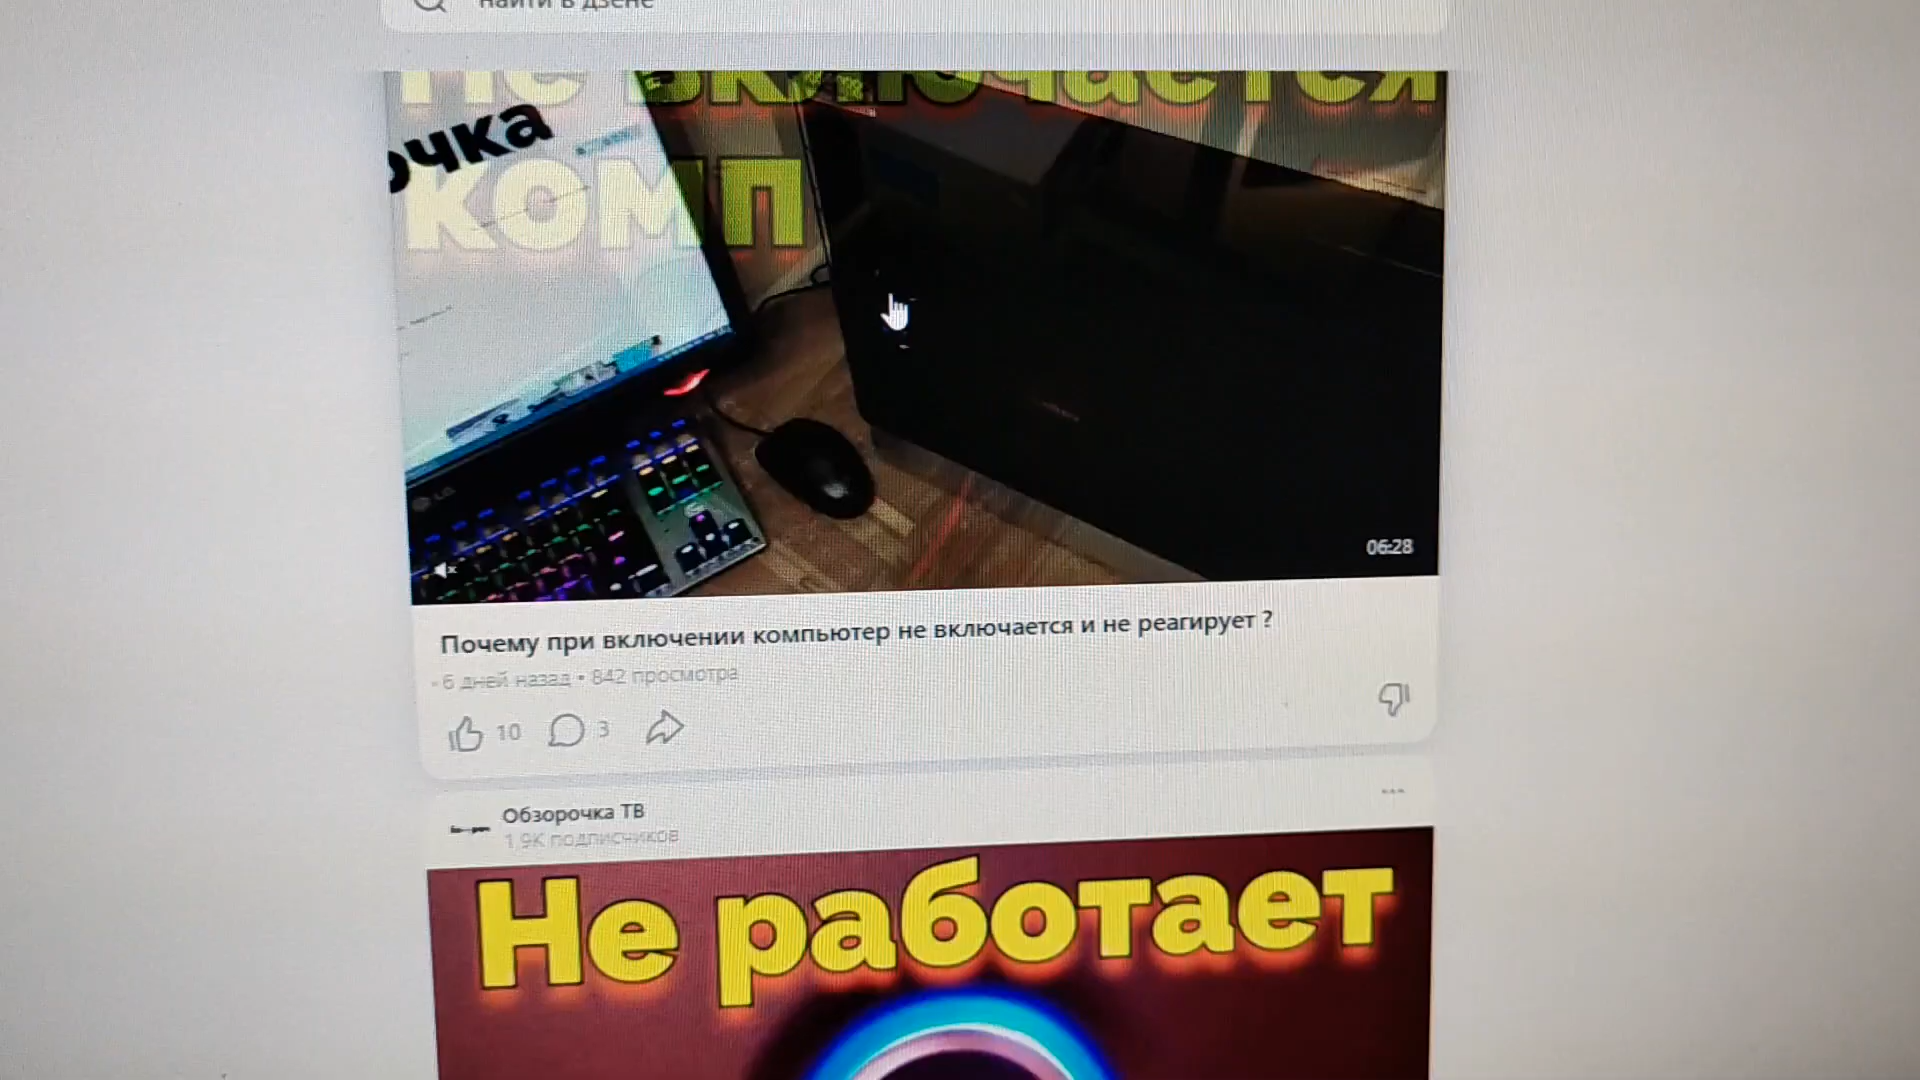 найти в дзене
Не включается
комп
очка
LG
06:28
Почему при включении компьютер не включается и не реагирует ?
6 дней назад • 842 просмотра
10
3
Обзорочка ТВ
1,9K подписчиков
Не работает